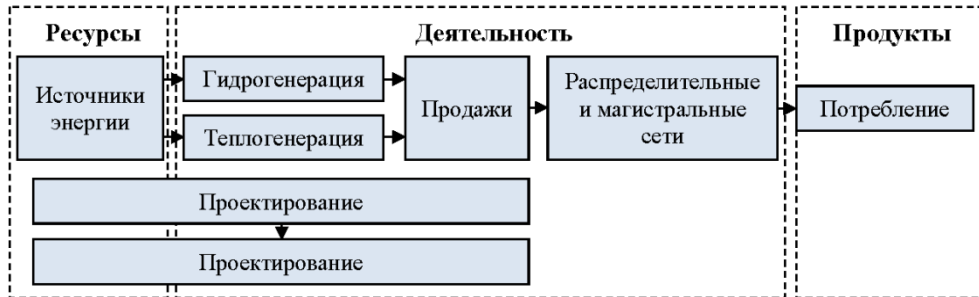 Ресурсы
Деятельность
Продукты
Источники
энергии
Гидрогенерация
Теплогенерация
Продажи
Распределительные
и магистральные
сети
Потребление
Проектирование
Проектирование